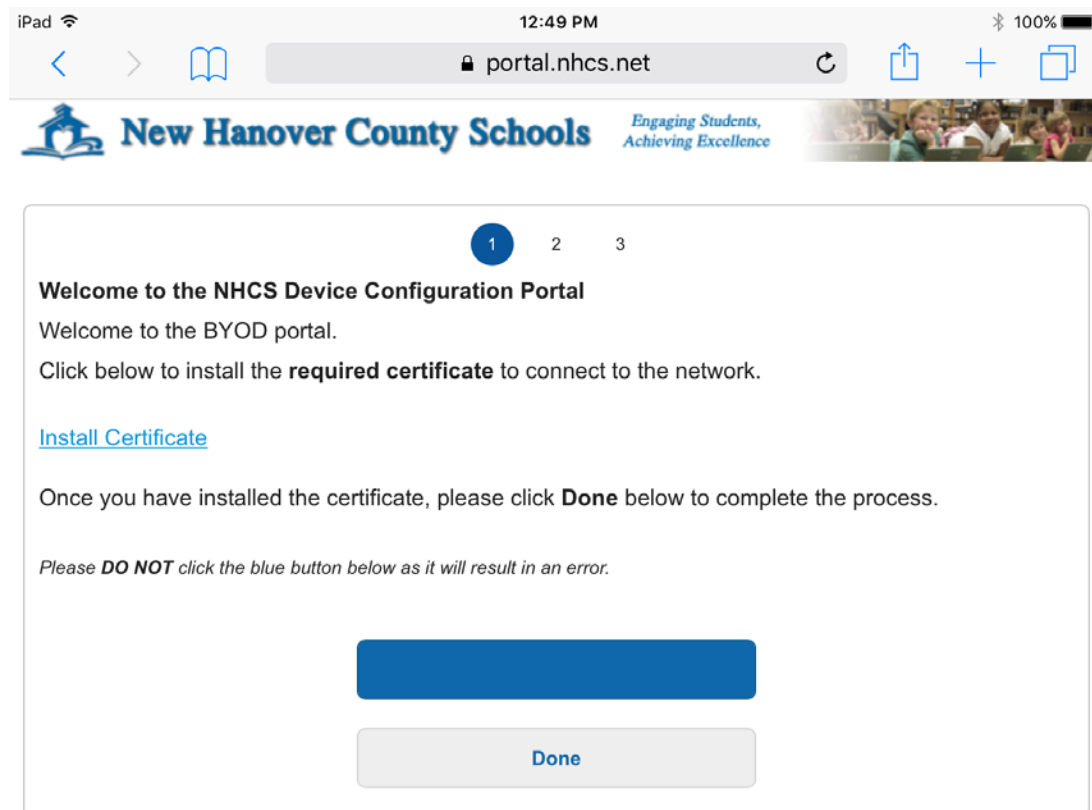 iPad 12:49 PM 100%
portal.nhcs.net
New Hanover County Schools
Engaging Students,
Achieving Excellence
1 2 3
Welcome to the NHCS Device Configuration Portal
Welcome to the BYOD portal.
Click below to install the required certificate to connect to the network.
Install Certificate
Once you have installed the certificate, please click Done below to complete the process.
Please DO NOT click the blue button below as it will result in an error.
Done